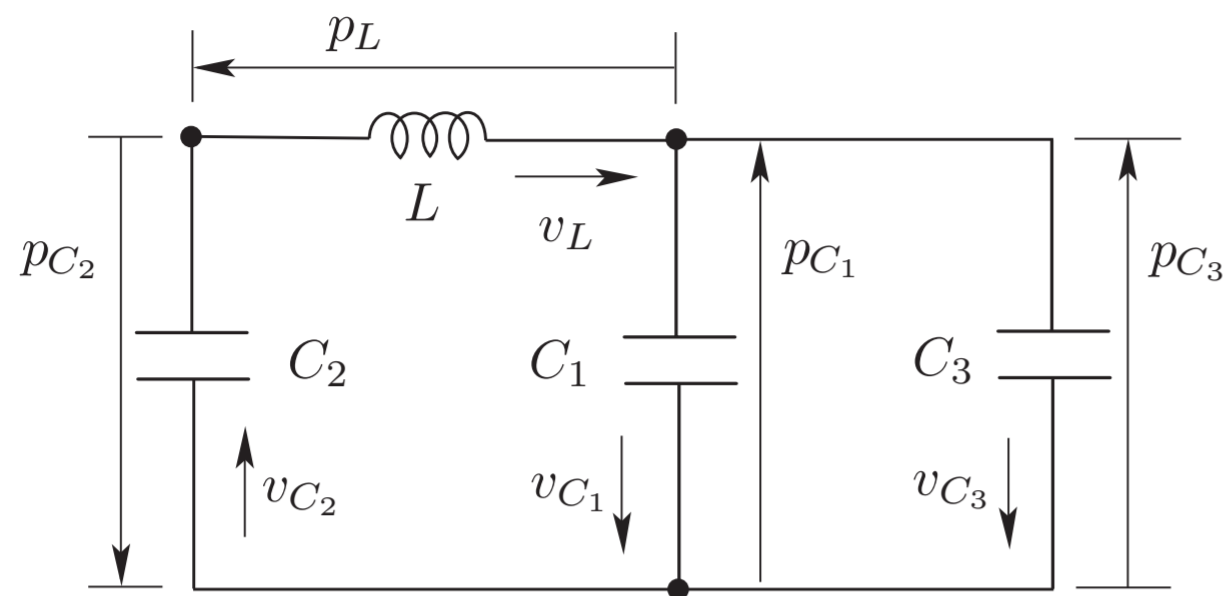 p_L
L
v_L
p_{C_2}
p_{C_1}
p_{C_3}
C_2
C_1
C_3
v_{C_2}
v_{C_1}
v_{C_3}